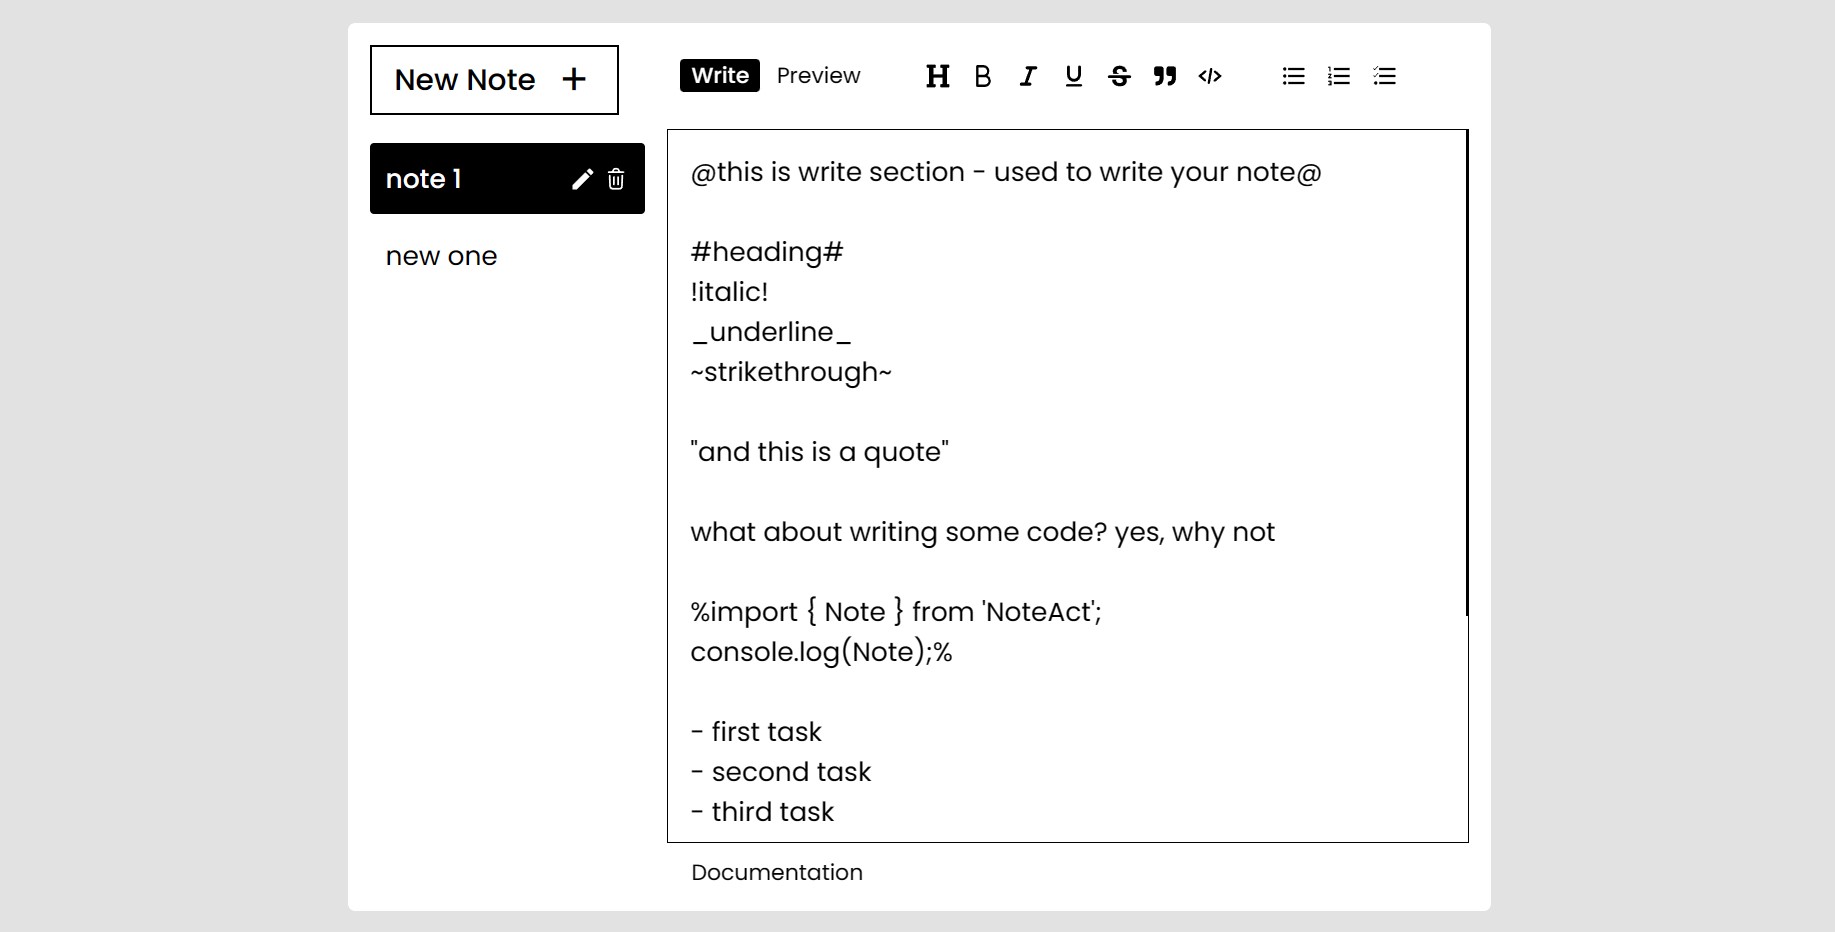 New Note +
Write Preview
note 1
new one
@this is write section - used to write your note@
#heading#
!italic!
_underline_
~strikethrough~
"and this is a quote"
what about writing some code? yes, why not
%import { Note } from 'NoteAct';
console.log(Note);%
- first task
- second task
- third task
Documentation